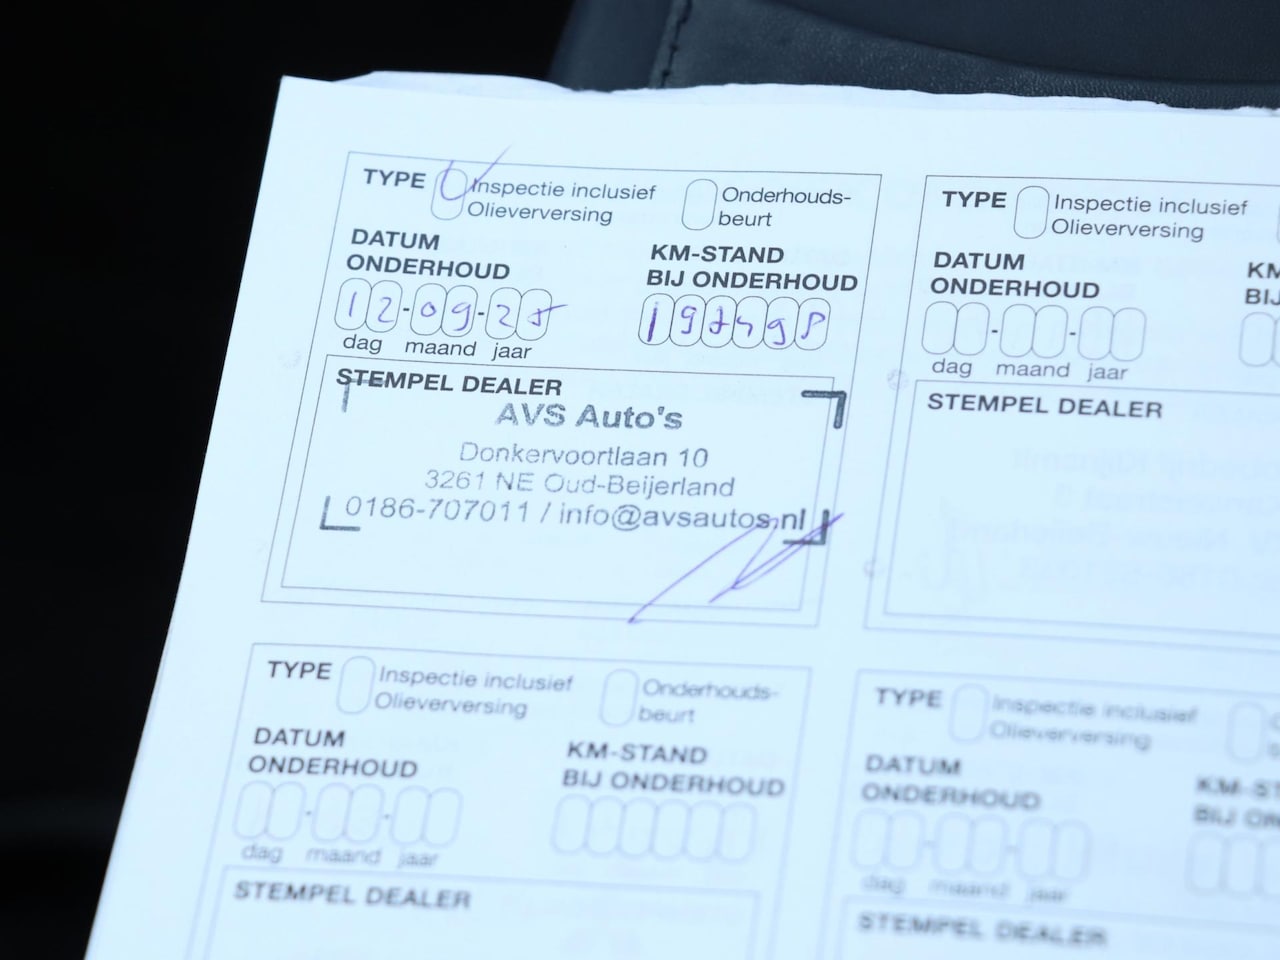 TYPE Inspectie inclusief Olieverversing Onderhouds-beurt
DATUM ONDERHOUD
KM-STAND BIJ ONDERHOUD
12-09-25
197498
dag maand jaar
STEMPEL DEALER
AVS Auto's
Donkervoortlaan 10
3261 NE Oud-Beijerland
0186-707011 / info@avsautos.nl
TYPE Inspectie inclusief Olieverversing
DATUM ONDERHOUD
dag maand jaar
STEMPEL DEALER
TYPE Inspectie inclusief Olieverversing Onderhouds-beurt
DATUM ONDERHOUD
KM-STAND BIJ ONDERHOUD
dag maand jaar
STEMPEL DEALER
TYPE Inspectie inclusief Olieverversing
DATUM ONDERHOUD
dag maand jaar
STEMPEL DEALER